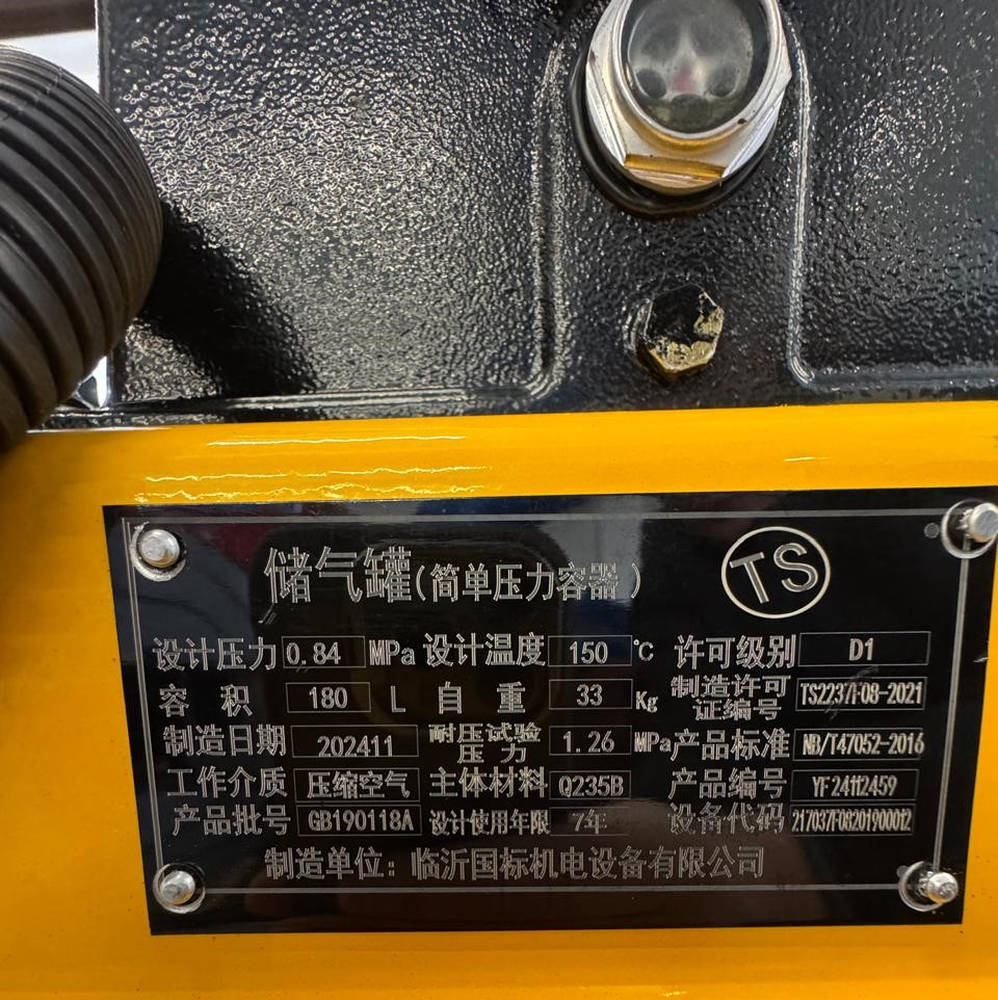 储气罐(简单压力容器) TS
设计压力 0.84 MPa 设计温度 150 ℃ 许可级别 D1
容积 180 L 自重 33 Kg 制造许可证编号 TS2237F08-2021
制造日期 202411 耐压试验压力 1.26 MPa 产品标准 NB/T47052-2016
工作介质 压缩空气 主体材料 Q235B 产品编号 YF24112459
产品批号 GB190118A 设计使用年限 7年 设备代码 217037F08201900012
制造单位：临沂国标机电设备有限公司